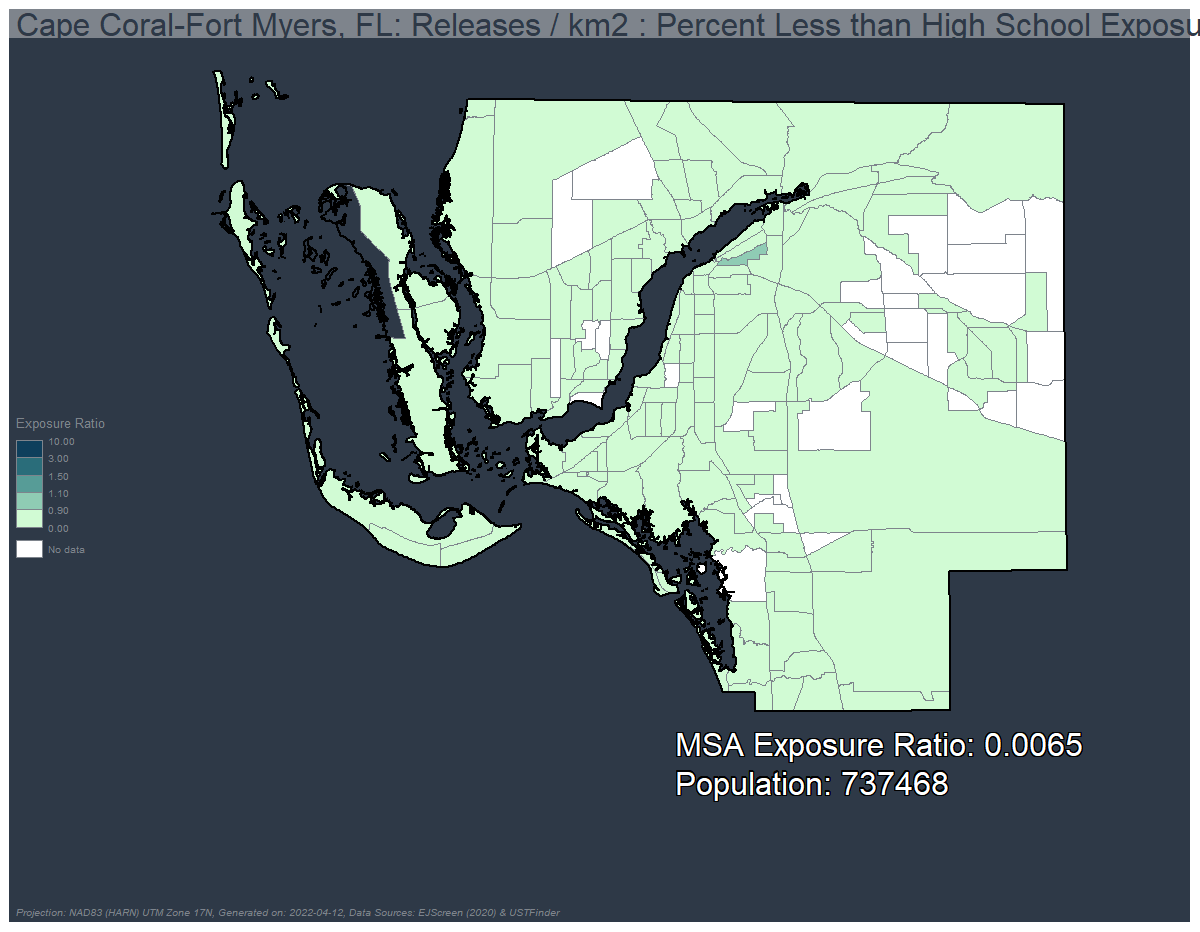 Cape Coral-Fort Myers, FL: Releases / km2 : Percent Less than High School Exposu
Exposure Ratio
10.00
3.00
1.50
1.10
0.90
0.00
No data
MSA Exposure Ratio: 0.0065
Population: 737468
Projection: NAD83 (HARN) UTM Zone 17N, Generated on: 2022-04-12, Data Sources: EJScreen (2020) & USTFinder